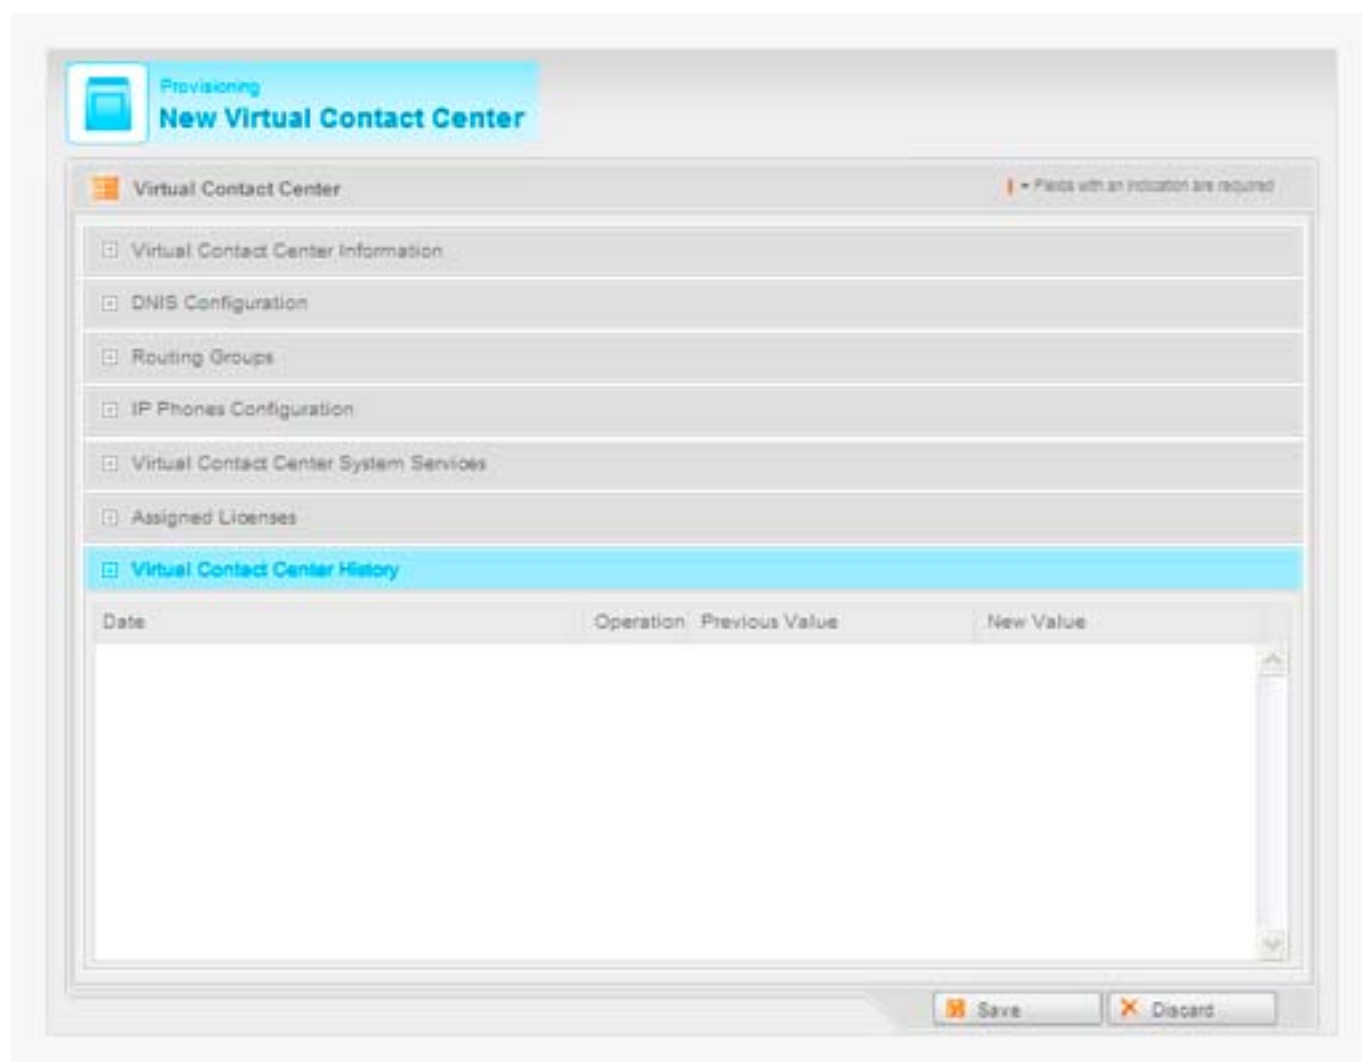 Provisioning
New Virtual Contact Center
Virtual Contact Center
= Fields with an indication are required
Virtual Contact Center Information
DNIS Configuration
Routing Groups
IP Phones Configuration
Virtual Contact Center System Services
Assigned Licenses
Virtual Contact Center History
Date Operation Previous Value New Value
Save Discard